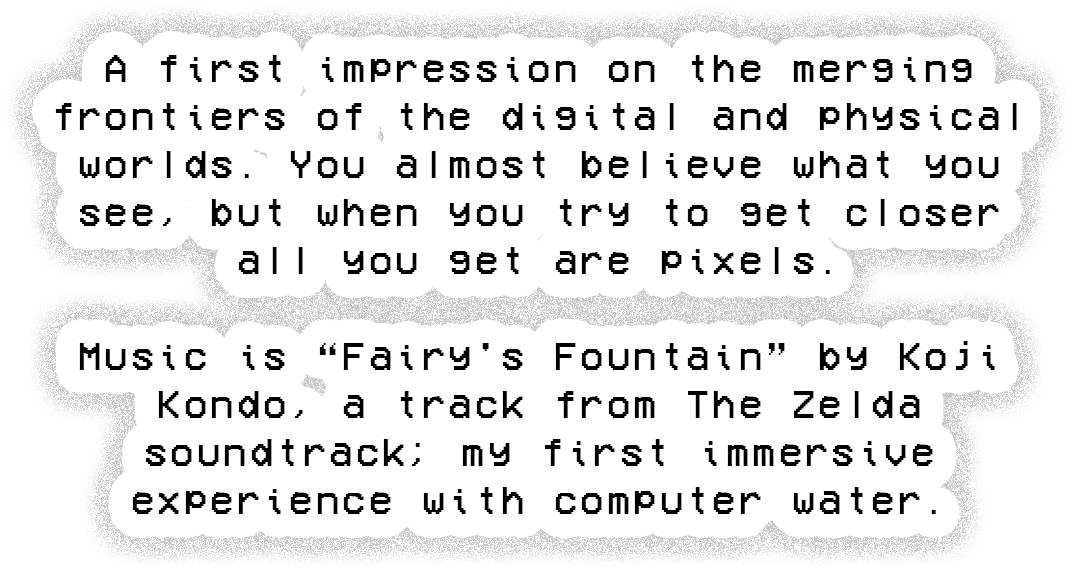 A first impression on the merging
frontiers of the digital and physical
worlds. You almost believe what you
see, but when you try to get closer
all you get are pixels.
Music is “Fairy's Fountain” by Koji
Kondo, a track from The Zelda
soundtrack; my first immersive
experience with computer water.